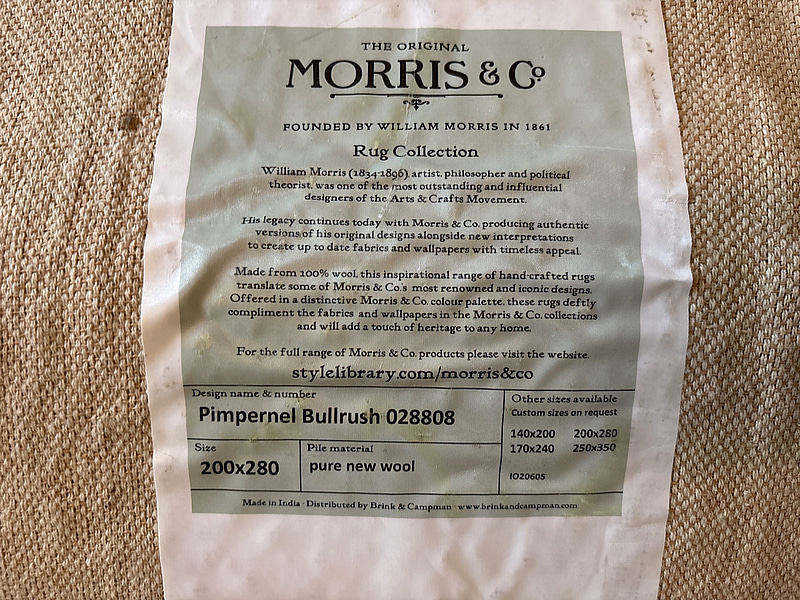 THE ORIGINAL
MORRIS & Co
FOUNDED BY WILLIAM MORRIS IN 1861
Rug Collection
William Morris (1834-1896), artist, philosopher and political
theorist, was one of the most outstanding and influential
designers of the Arts & Crafts Movement.
His legacy continues today with Morris & Co. producing authentic
versions of his original designs alongside new interpretations
to create up to date fabrics and wallpapers with timeless appeal.
Made from 100% wool, this inspirational range of hand-crafted rugs
translate some of Morris & Co.'s most renowned and iconic designs.
Offered in a distinctive Morris & Co. colour palette, these rugs deftly
compliment the fabrics and wallpapers in the Morris & Co. collections
and will add a touch of heritage to any home.
For the full range of Morris & Co. products please visit the website.
stylelibrary.com/morris&co
Design name & number
Pimpernel Bullrush 028808
Size
200x280
Pile material
pure new wool
Other sizes available
Custom sizes on request
140x200 200x280
170x240 250x350
IO20605
Made in India · Distributed by Brink & Campman · www.brinkandcampman.com